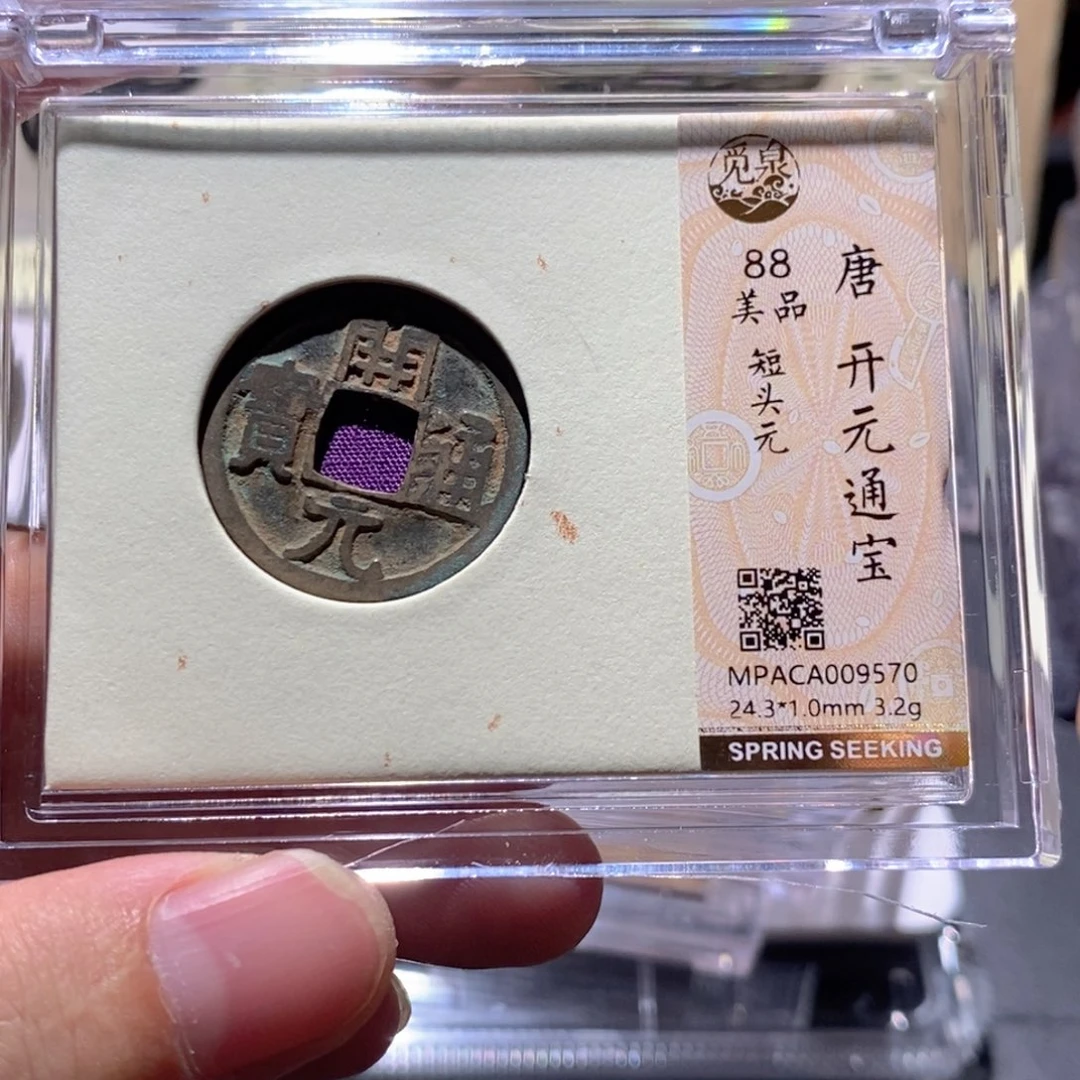 開
通
元
寶
觅泉
88
美品
短头元
唐 开元通宝
MPACA009570
24.3*1.0mm 3.2g
SPRING SEEKING